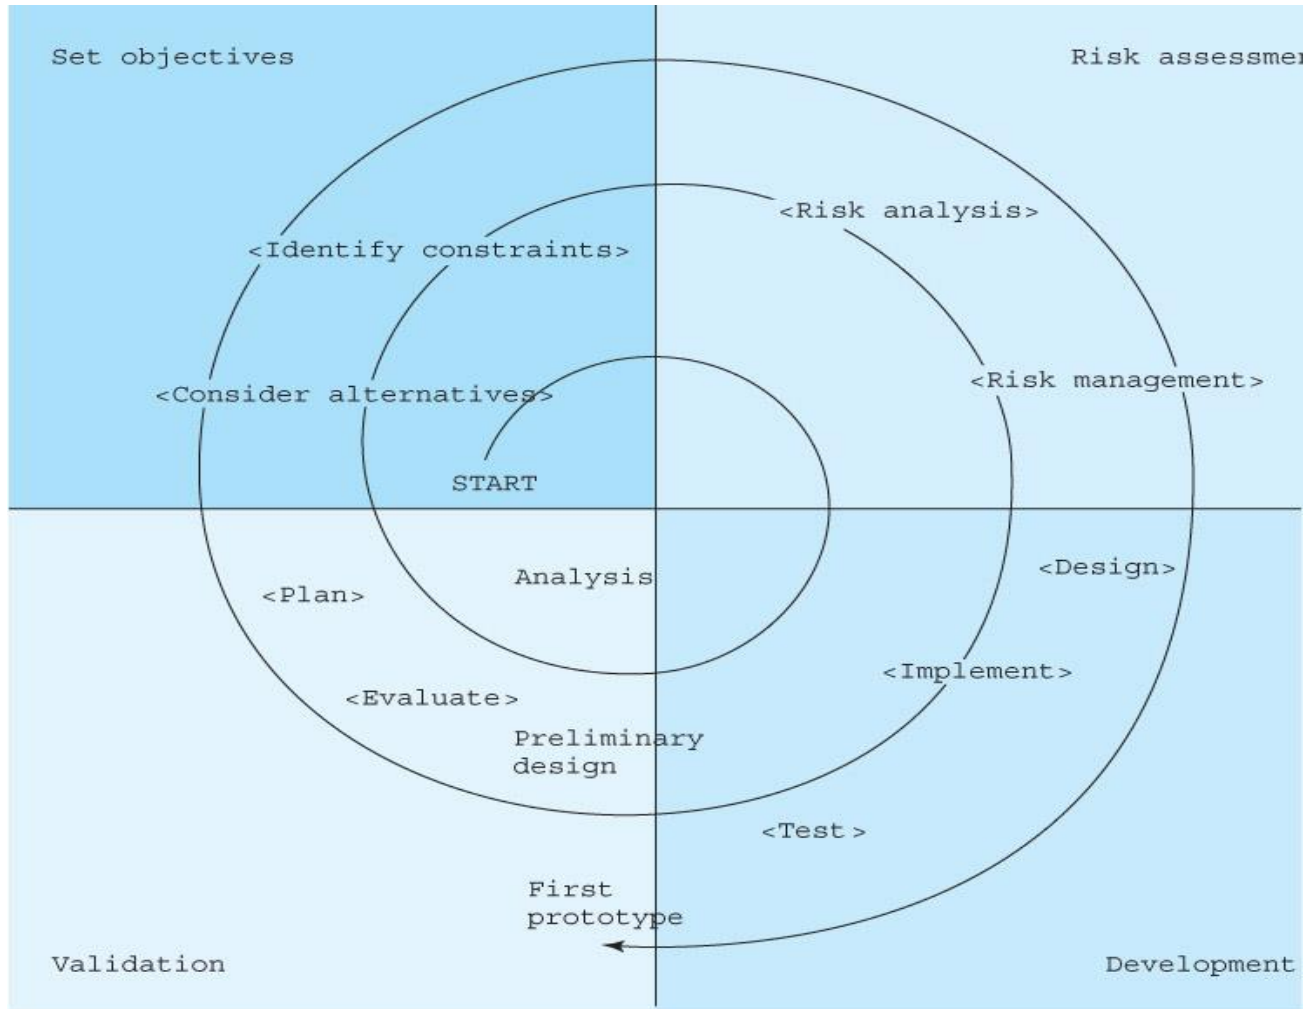 Set objectives
Risk assessmen
<Risk analysis>
<Identify constraints>
<Risk management>
<Consider alternatives>
START
<Design>
Analysis
<Plan>
<Implement>
<Evaluate>
Preliminary
design
<Test>
First
prototype
Validation
Development